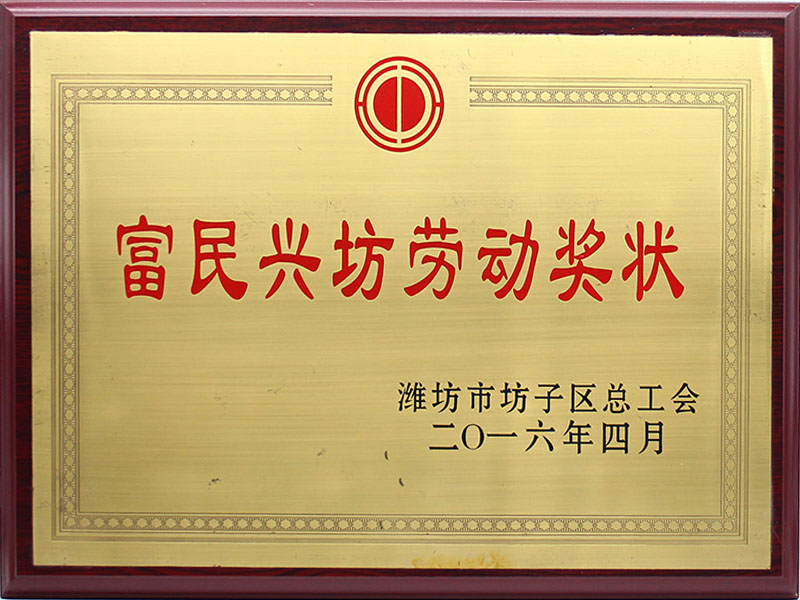 富民兴坊劳动奖状
潍坊市坊子区总工会
二〇一六年四月